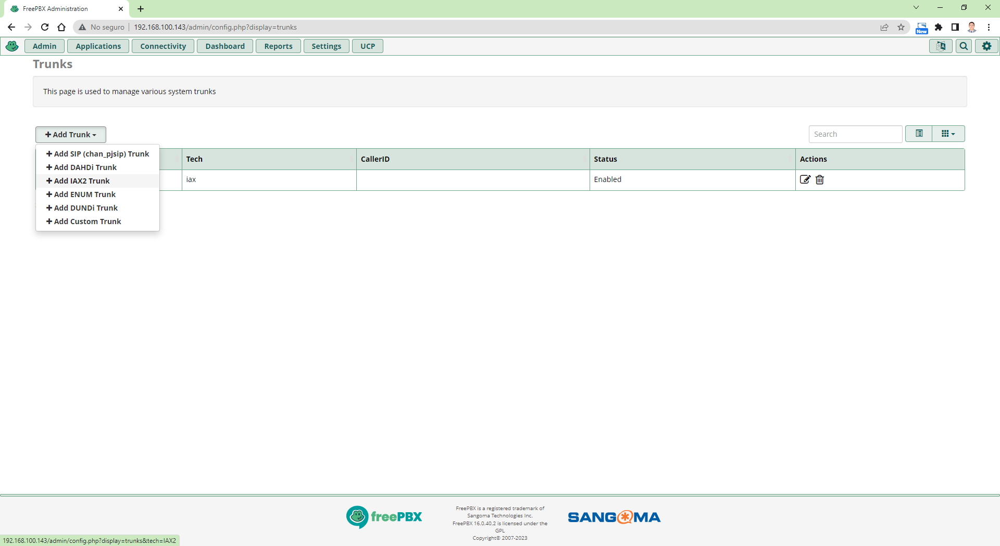 FreePBX Administration
No seguro
192.168.100.143/admin/config.php?display=trunks
New
Admin
Applications
Connectivity
Dashboard
Reports
Settings
UCP
Trunks
This page is used to manage various system trunks
Add Trunk
Search
Add SIP (chan_pjsip) Trunk
Add DAHDi Trunk
Add IAX2 Trunk
Add ENUM Trunk
Add DUNDi Trunk
Add Custom Trunk
Tech
CallerID
Status
Actions
iax
Enabled
freePBX
FreePBX is a registered trademark of
Sangoma Technologies Inc.
FreePBX 16.0.40.2 is licensed under the
GPL
Copyright© 2007-2023
SANGOMA
192.168.100.143/admin/config.php?display=trunks&tech=IAX2